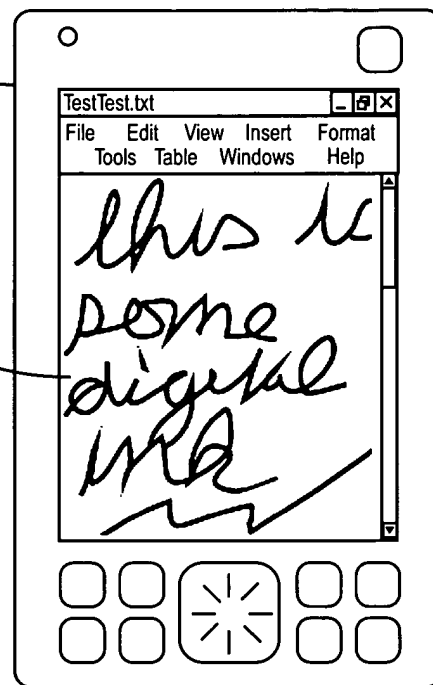 TestTest.txt
File Edit View Insert Format
Tools Table Windows Help
this is
some
digital
ink